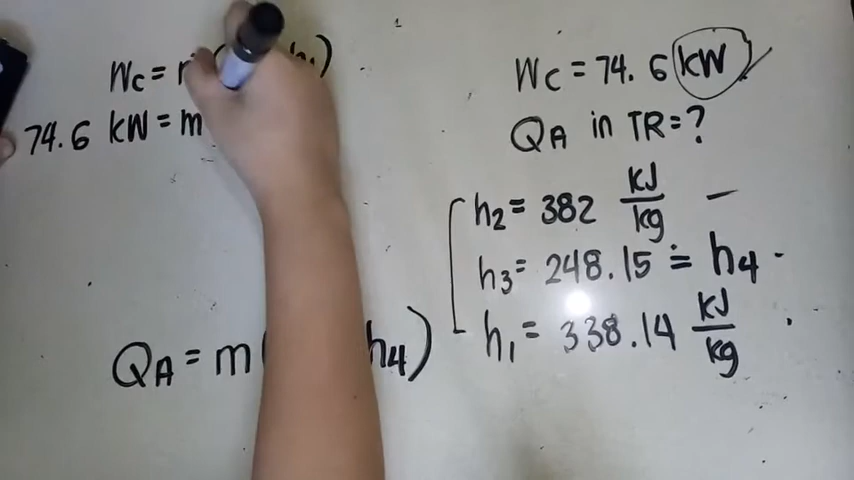 Wc = m
h1)
74.6 kW = m
QA = m(
h4)
Wc = 74.6 kW
QA in TR = ?
h2 = 382 kJ/kg
h3 = 248.15 = h4
h1 = 338.14 kJ/kg